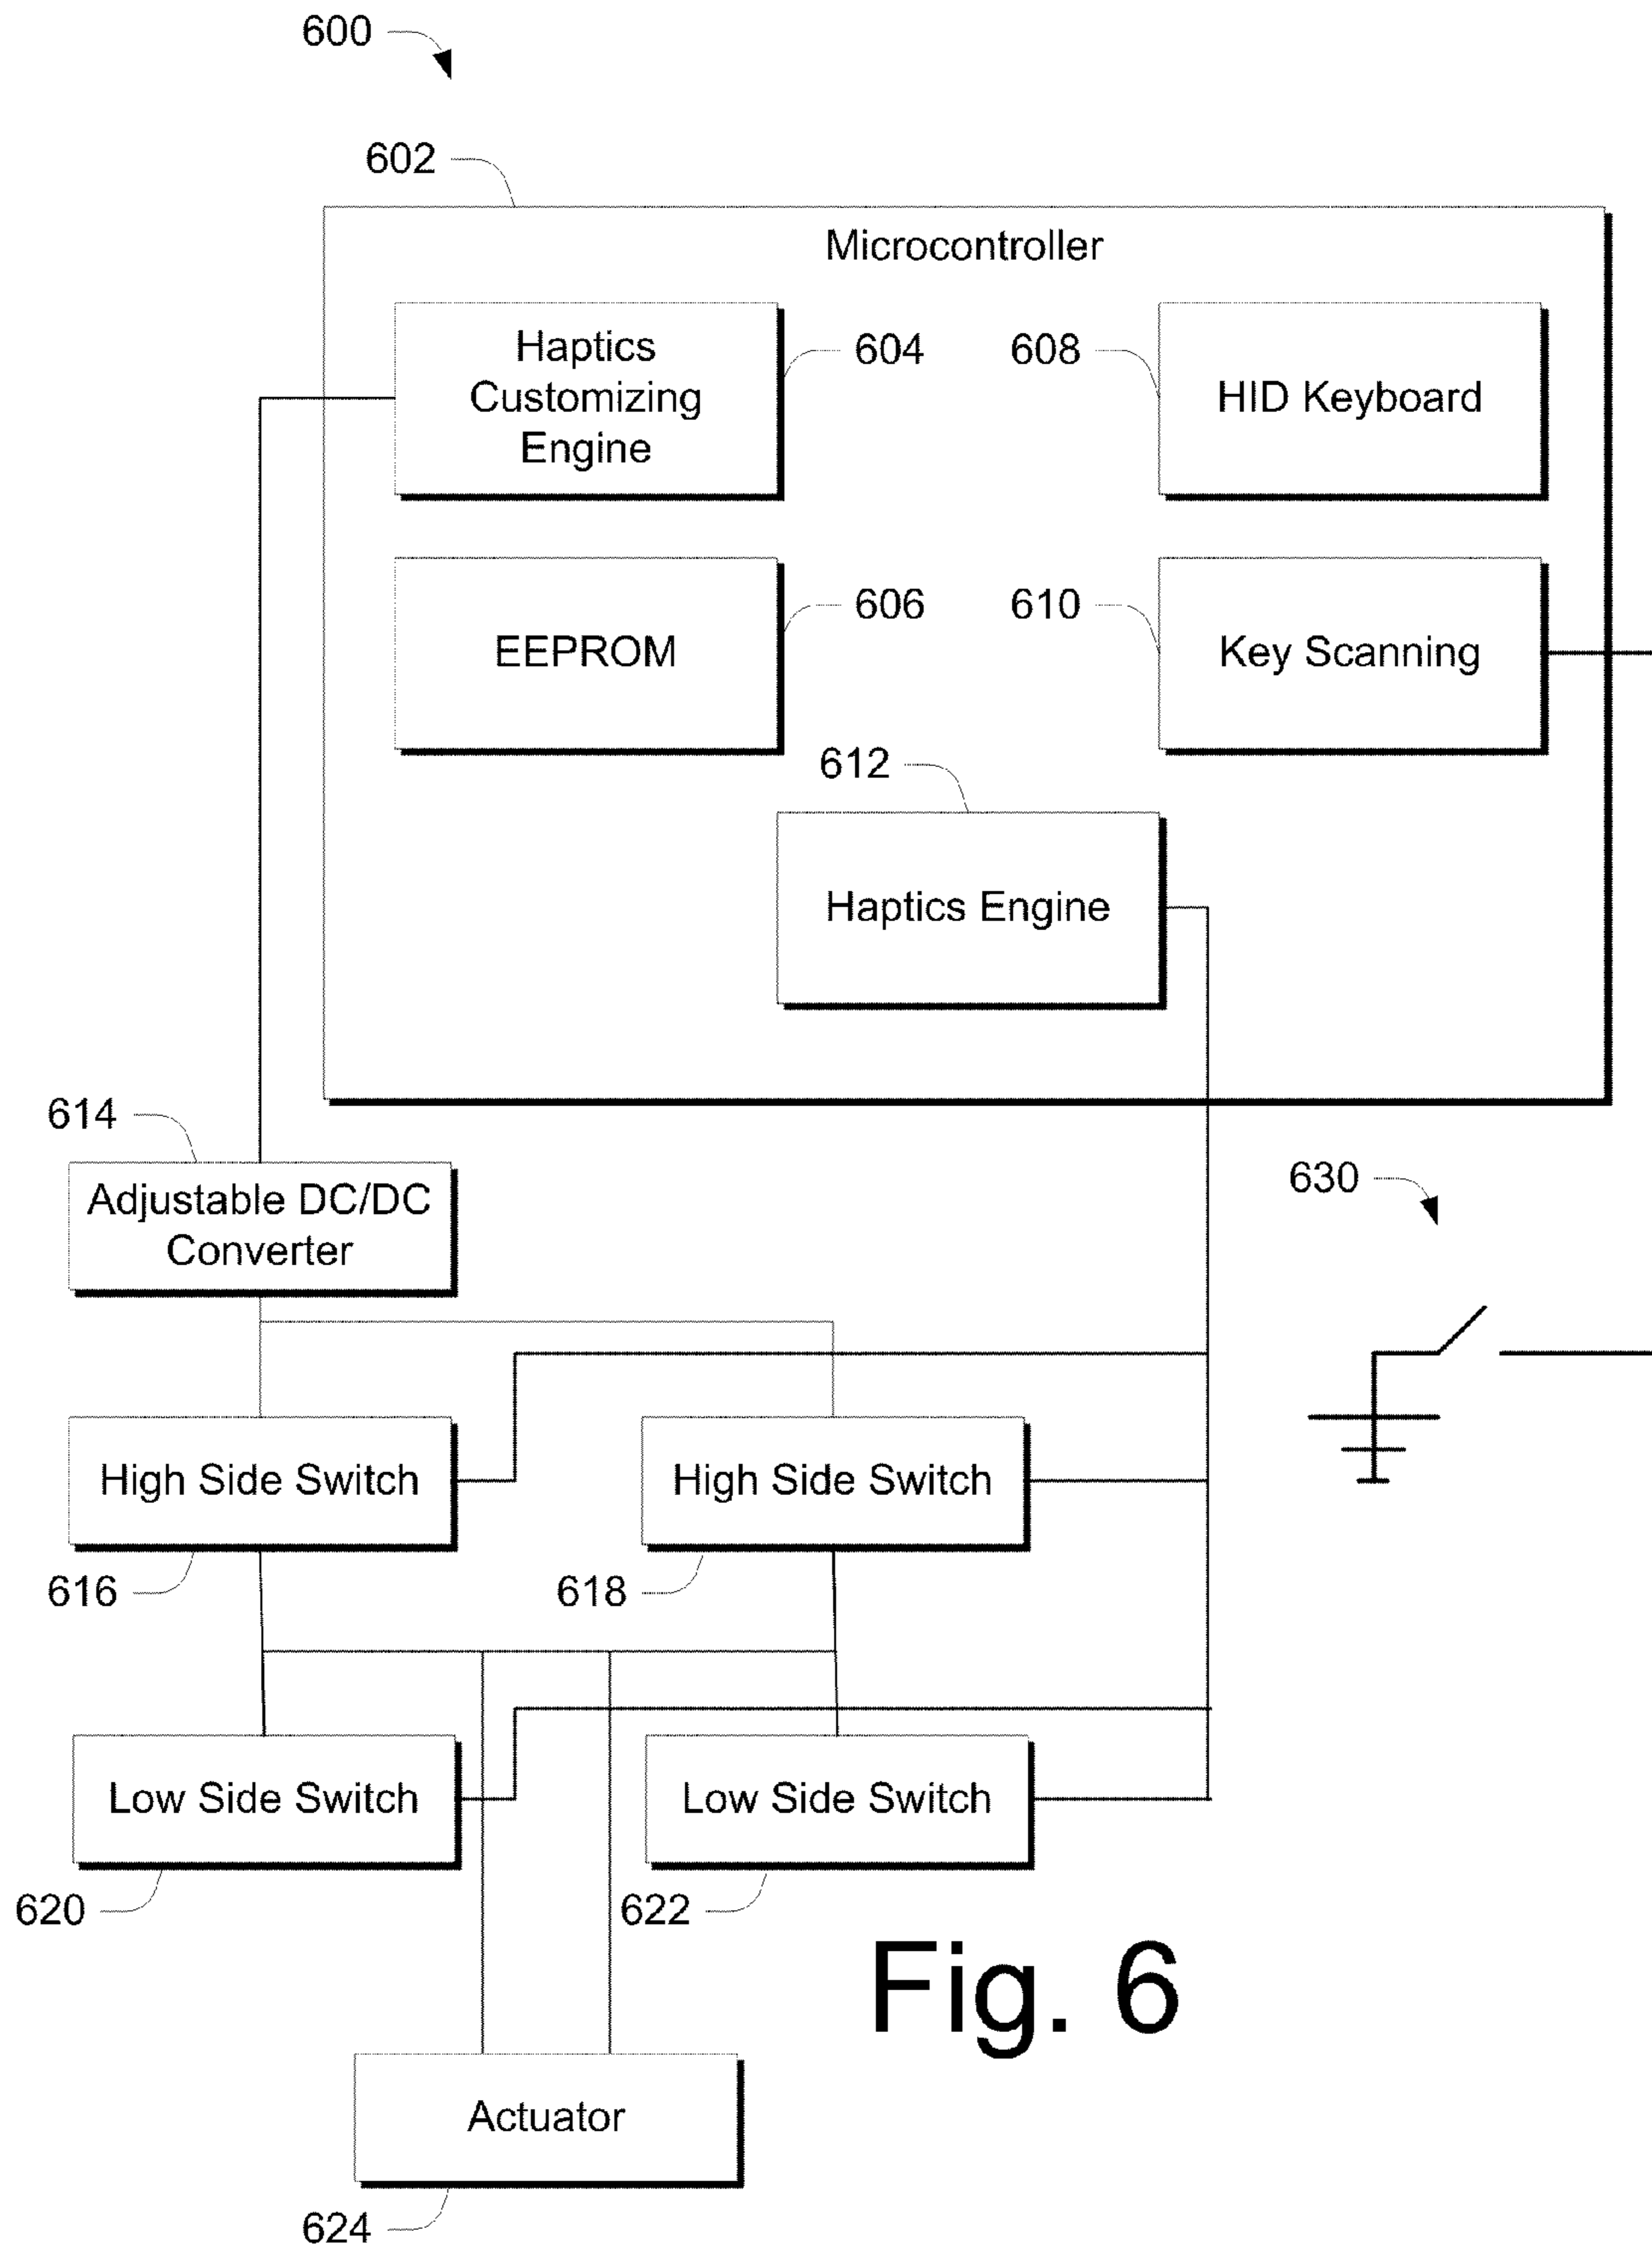 600
602
Microcontroller
Haptics
Customizing
Engine
604
608
HID Keyboard
EEPROM
606
610
Key Scanning
612
Haptics Engine
614
Adjustable DC/DC
Converter
630
High Side Switch
High Side Switch
616
618
Low Side Switch
Low Side Switch
620
622
Fig. 6
Actuator
624